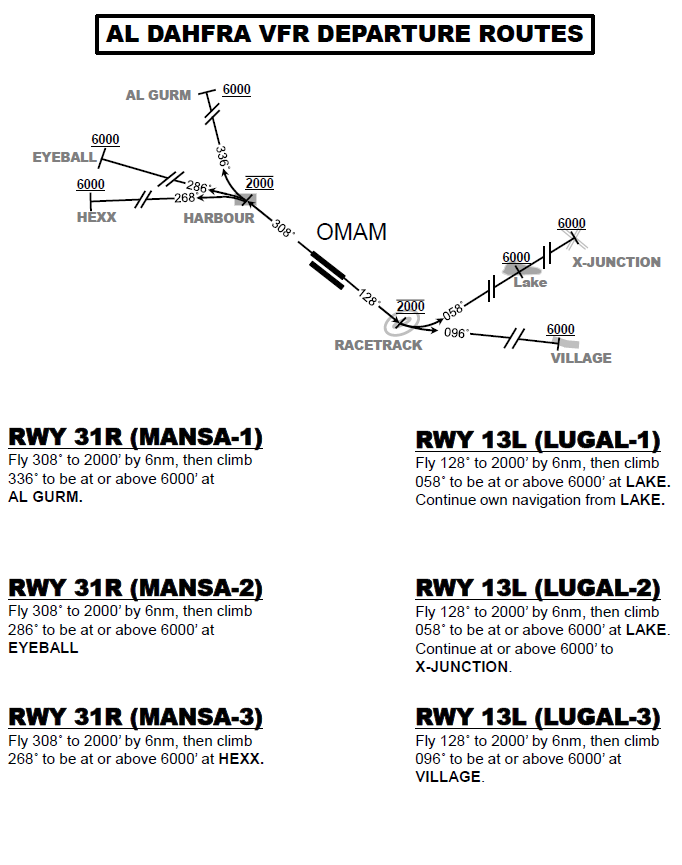 AL DAHFRA VFR DEPARTURE ROUTES
AL GURM
6000
336˚
EYEBALL
6000
286˚
6000
268˚
HEXX
HARBOUR
2000
308˚
OMAM
128˚
2000
RACETRACK
058˚
096˚
6000
Lake
6000
X-JUNCTION
6000
VILLAGE
RWY 31R (MANSA-1)
Fly 308˚ to 2000’ by 6nm, then climb
336˚ to be at or above 6000’ at
AL GURM.
RWY 13L (LUGAL-1)
Fly 128˚ to 2000’ by 6nm, then climb
058˚ to be at or above 6000’ at LAKE.
Continue own navigation from LAKE.
RWY 31R (MANSA-2)
Fly 308˚ to 2000’ by 6nm, then climb
286˚ to be at or above 6000’ at
EYEBALL
RWY 13L (LUGAL-2)
Fly 128˚ to 2000’ by 6nm, then climb
058˚ to be at or above 6000’ at LAKE.
Continue at or above 6000’ to
X-JUNCTION.
RWY 31R (MANSA-3)
Fly 308˚ to 2000’ by 6nm, then climb
268˚ to be at or above 6000’ at HEXX.
RWY 13L (LUGAL-3)
Fly 128˚ to 2000’ by 6nm, then climb
096˚ to be at or above 6000’ at
VILLAGE.